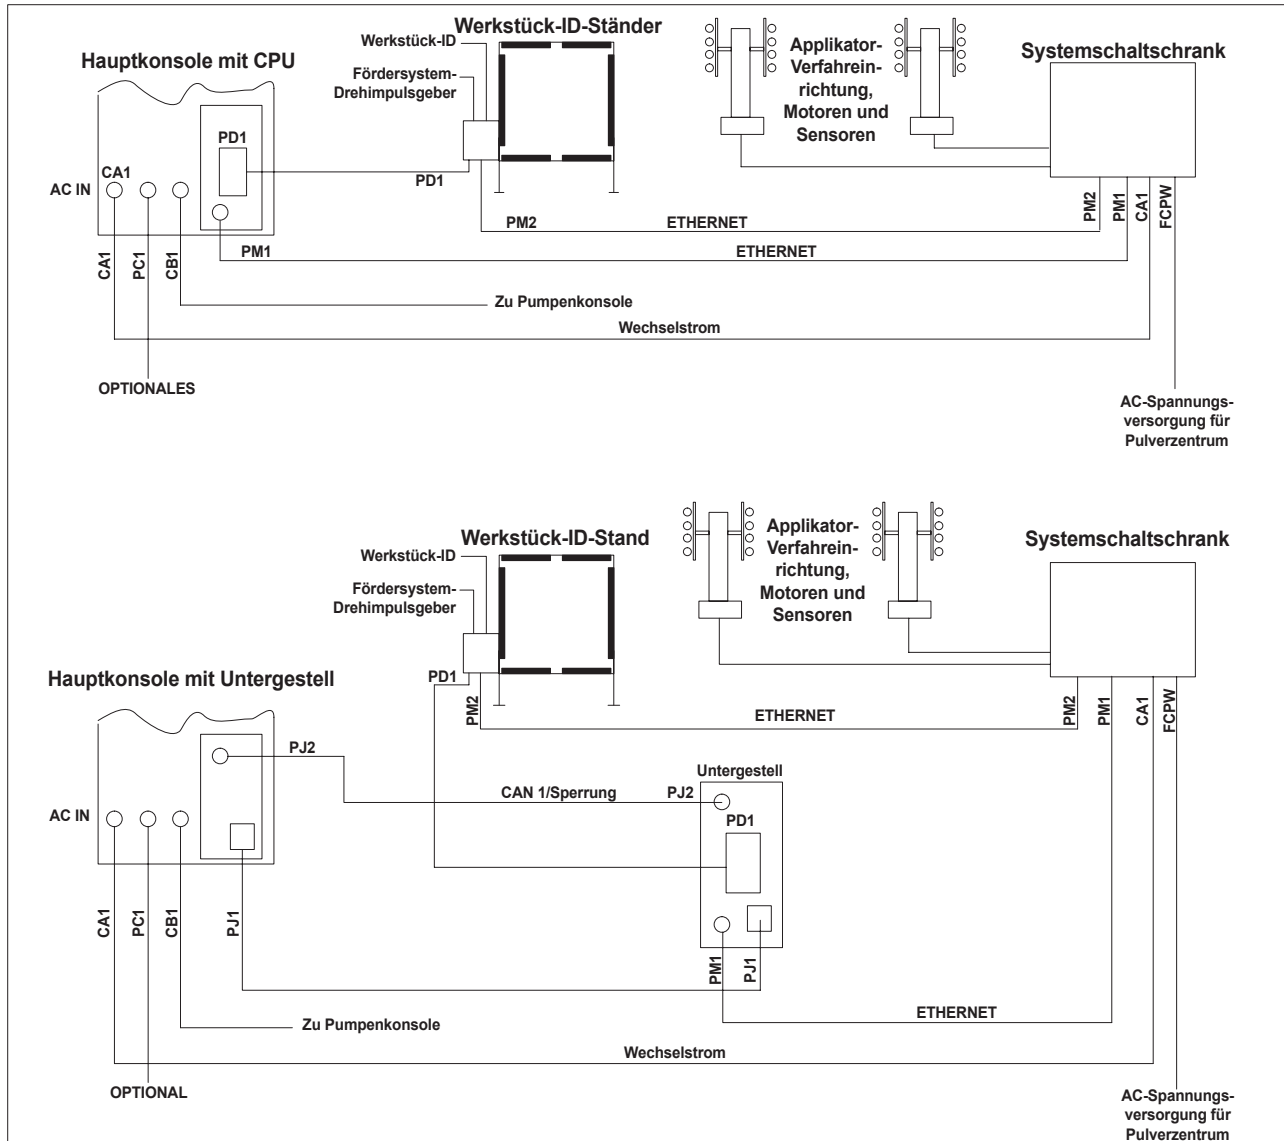 Werkstück-ID-Ständer
Werkstück-ID
Fördersystem-
Drehimpulsgeber
Hauptkonsole mit CPU
Applikator-
Verfahrein-
richtung,
Motoren und
Sensoren
Systemschaltschrank
PD1
CA1
AC IN
PD1
PM2
ETHERNET
PM1
ETHERNET
PM2
PM1
CA1
FCPW
CA1
PC1
CB1
Zu Pumpenkonsole
Wechselstrom
OPTIONALES
AC-Spannungs-
versorgung für
Pulverzentrum
Werkstück-ID-Stand
Werkstück-ID
Fördersystem-
Drehimpulsgeber
Applikator-
Verfahrein-
richtung,
Motoren und
Sensoren
Systemschaltschrank
Hauptkonsole mit Untergestell
PD1
PM2
ETHERNET
PM2
PM1
CA1
FCPW
PJ2
Untergestell
CAN 1/Sperrung
PJ2
PD1
AC IN
CA1
PC1
CB1
PJ1
PM1
PJ1
ETHERNET
Zu Pumpenkonsole
Wechselstrom
OPTIONAL
AC-Spannungs-
versorgung für
Pulverzentrum